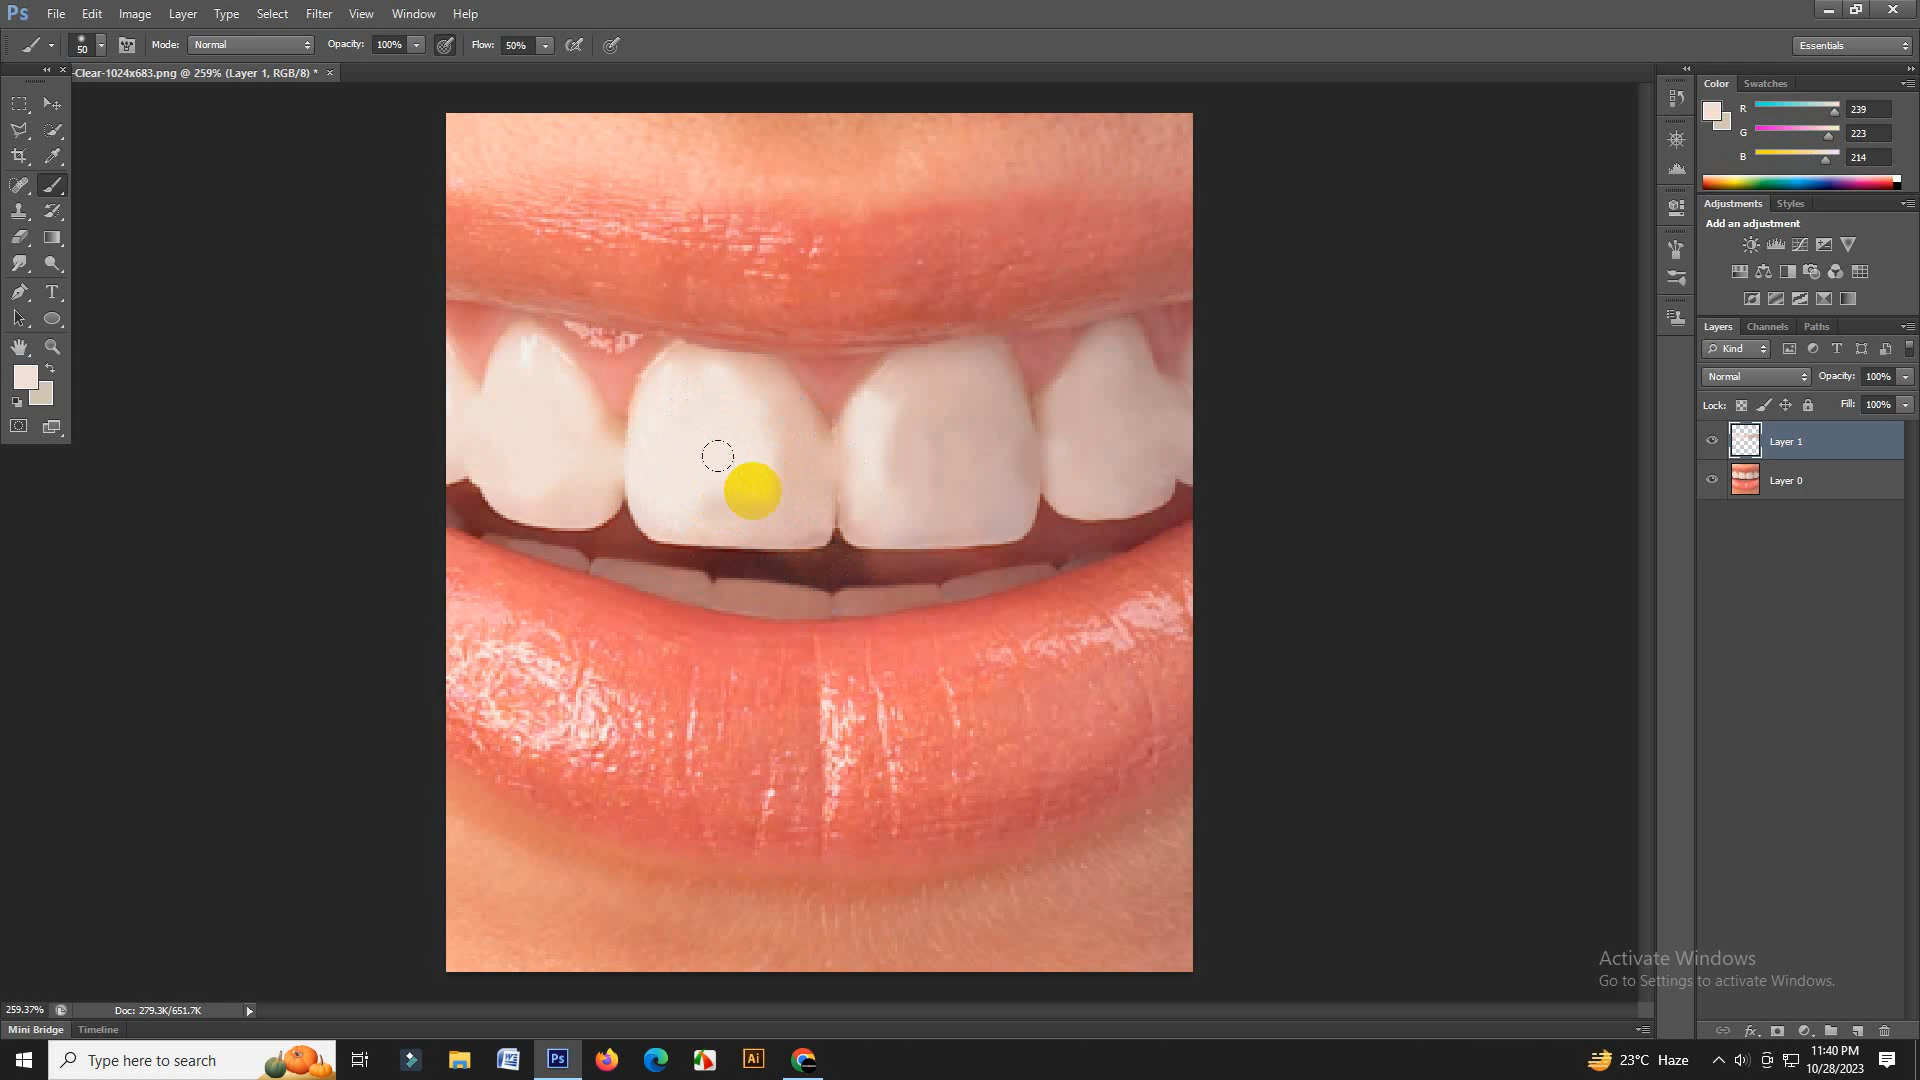 Ps File Edit Image Layer Type Select Filter View Window Help
50 Mode: Normal Opacity: 100% Flow: 50% Essentials
-Clear-1024x683.png @ 259% (Layer 1, RGB/8) * ×
Color Swatches
R 239
G 223
B 214
Adjustments Styles
Add an adjustment
Layers Channels Paths
Kind
Normal Opacity: 100%
Lock: Fill: 100%
Layer 1
Layer 0
Activate Windows
Go to Settings to activate Windows.
259.37% Doc: 279.3K/651.7K
Mini Bridge Timeline
Type here to search
Ps
Ai
23°C Haze
11:40 PM
10/28/2023